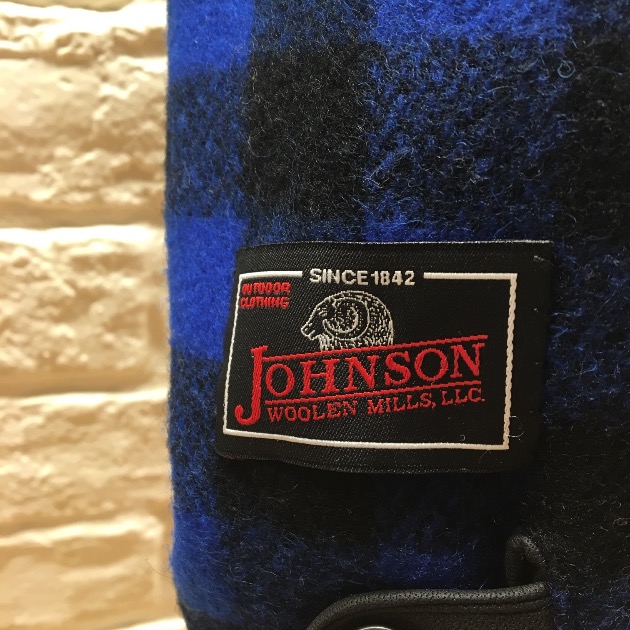 SINCE 1842
OUTDOOR
CLOTHING
JOHNSON
WOOLEN MILLS, LLC.